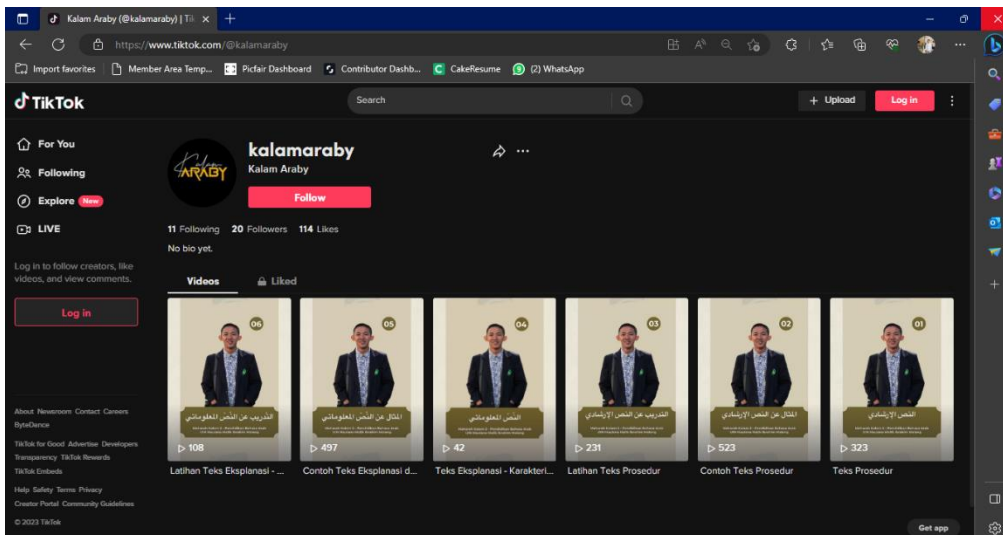 Kalam Araby (@kalamaraby) | Ti
https://www.tiktok.com/@kalamaraby
Import favorites
Member Area Temp...
Picfair Dashboard
Contributor Dashb...
CakeResume
(2) WhatsApp
TikTok
Search
+ Upload
Log in
For You
Following
Explore New
LIVE
Log in to follow creators, like
videos, and view comments.
Log in
About Newsroom Contact Careers
ByteDance
TikTok for Good Advertise Developers
Transparency TikTok Rewards
TikTok Embeds
Help Safety Terms Privacy
Creator Portal Community Guidelines
© 2023 TikTok
Kalam
ARABY
kalamaraby
Kalam Araby
Follow
11 Following 20 Followers 114 Likes
No bio yet.
Videos
Liked
06
التدريب عن النص المعلوماتي
108
Latihan Teks Eksplanasi - ...
05
المثال عن النص المعلوماتي
497
Contoh Teks Eksplanasi d...
04
النص المعلوماتي
42
Teks Eksplanasi - Karakteri...
03
التدريب عن النص الإرشادي
231
Latihan Teks Prosedur
02
المثال عن النص الإرشادي
523
Contoh Teks Prosedur
01
النص الإرشادي
323
Teks Prosedur
Get app